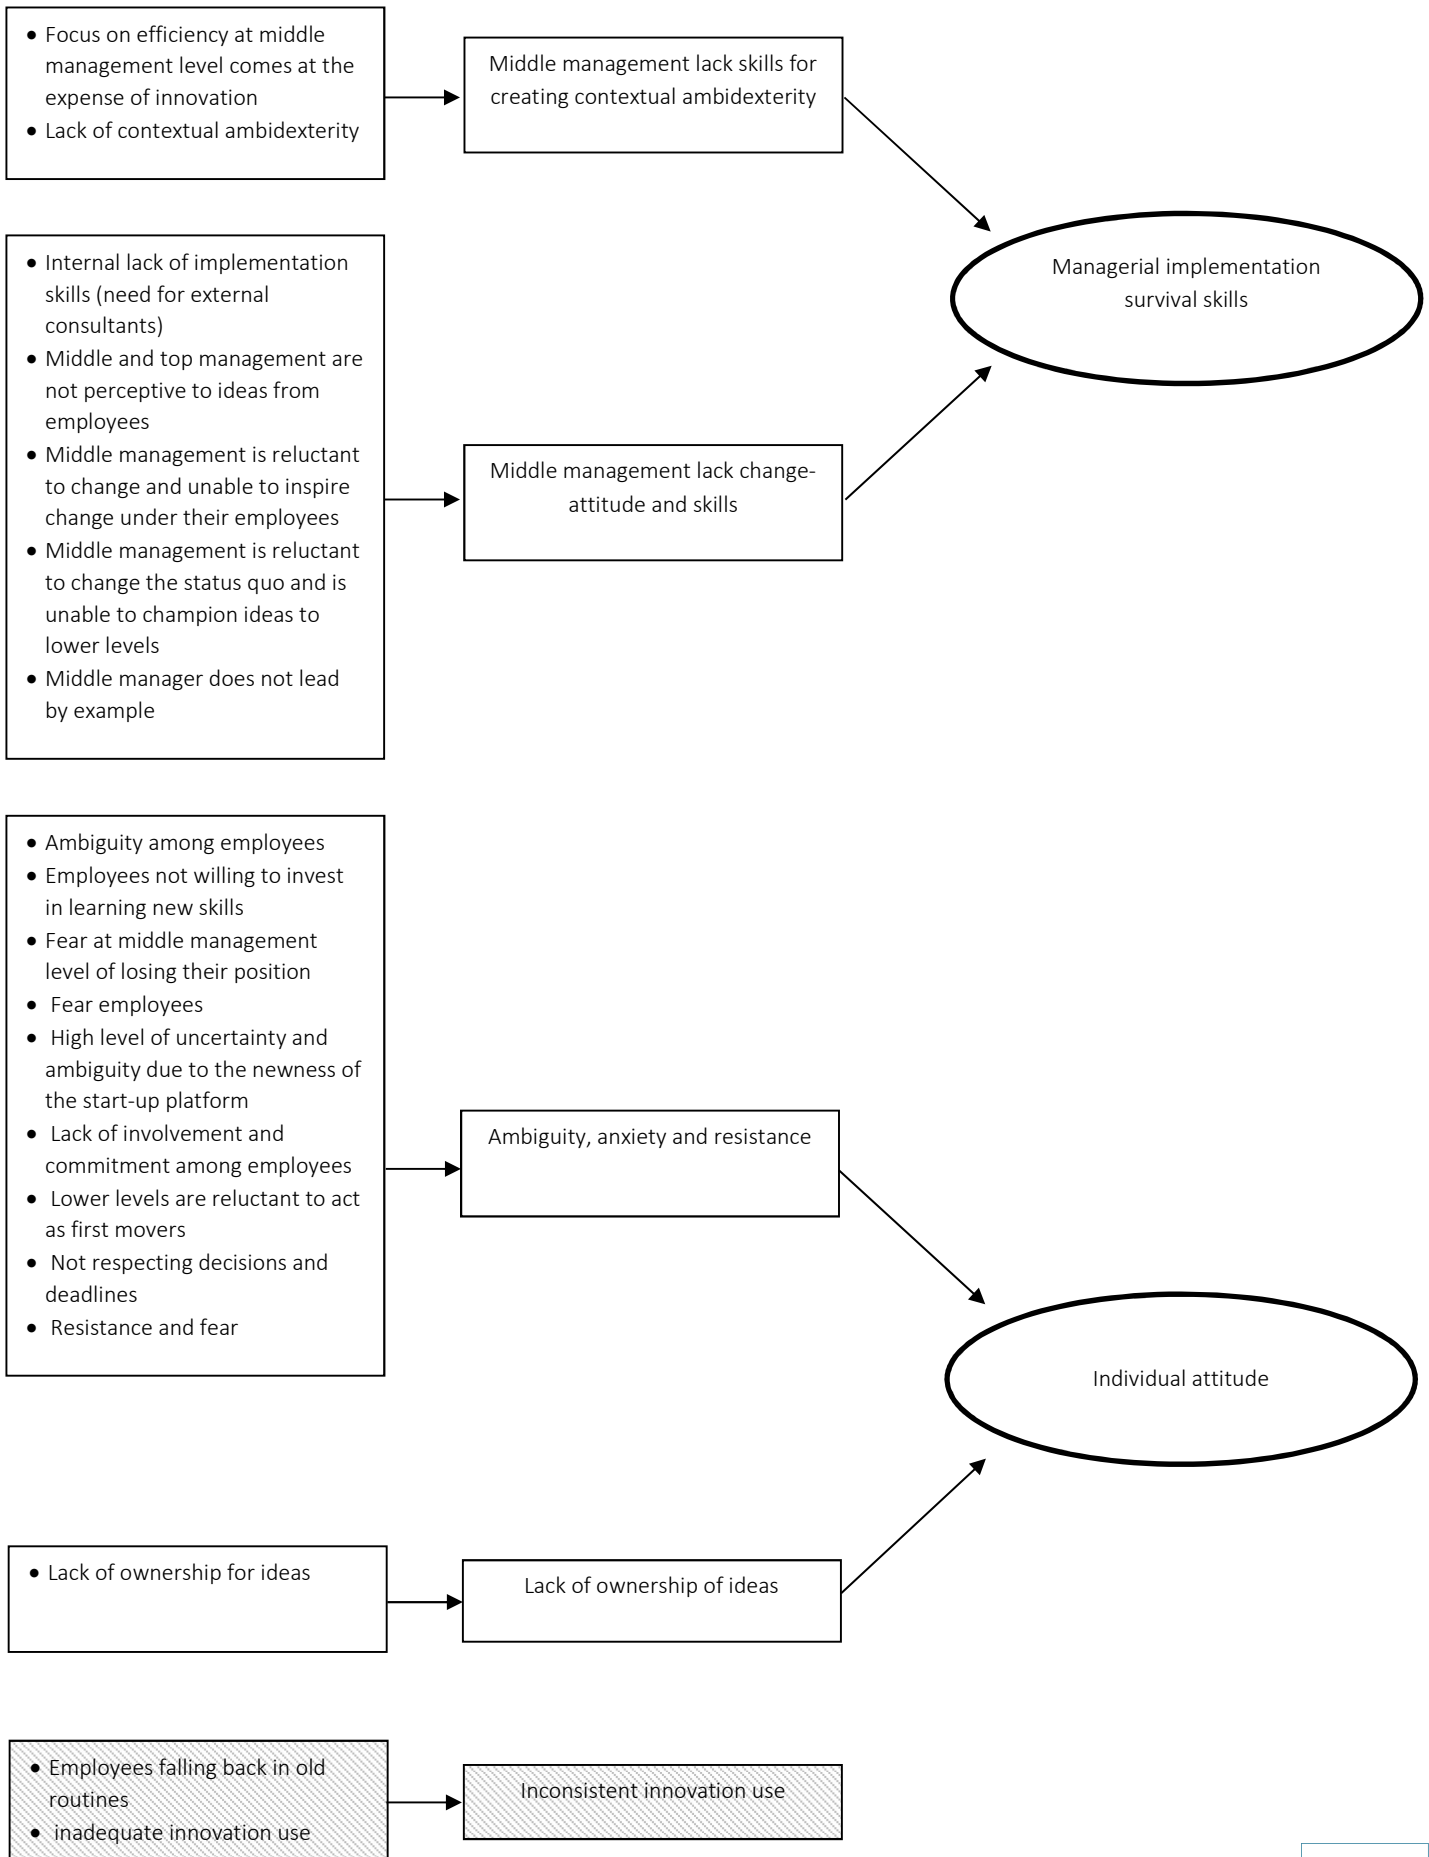 • Focus on efficiency at middle
management level comes at the
expense of innovation
• Lack of contextual ambidexterity
Middle management lack skills for
creating contextual ambidexterity
Managerial implementation
survival skills
• Internal lack of implementation
skills (need for external
consultants)
• Middle and top management are
not perceptive to ideas from
employees
• Middle management is reluctant
to change and unable to inspire
change under their employees
• Middle management is reluctant
to change the status quo and is
unable to champion ideas to
lower levels
• Middle manager does not lead
by example
Middle management lack change-
attitude and skills
• Ambiguity among employees
• Employees not willing to invest
in learning new skills
• Fear at middle management
level of losing their position
• Fear employees
• High level of uncertainty and
ambiguity due to the newness of
the start-up platform
• Lack of involvement and
commitment among employees
• Lower levels are reluctant to act
as first movers
• Not respecting decisions and
deadlines
• Resistance and fear
Ambiguity, anxiety and resistance
Individual attitude
• Lack of ownership for ideas
Lack of ownership of ideas
• Employees falling back in old
routines
• inadequate innovation use
Inconsistent innovation use